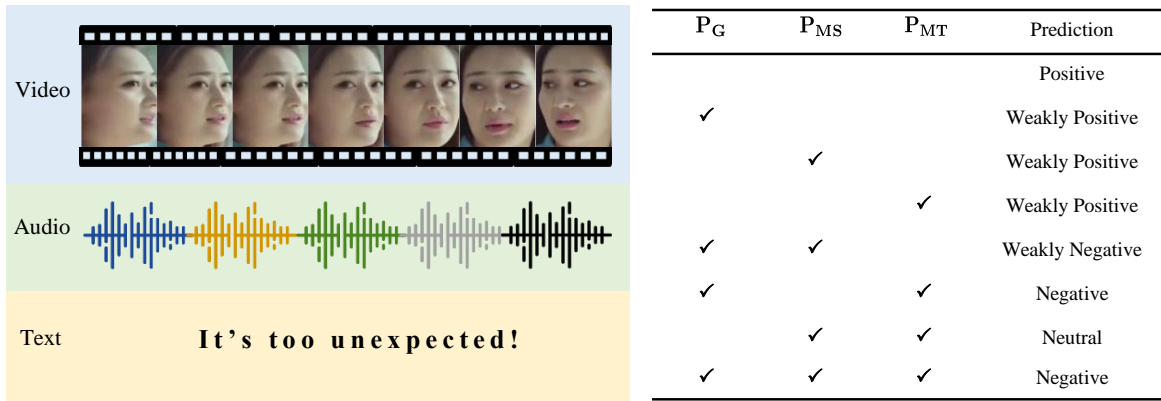 Video
Audio
Text
It's too unexpected!
P_G P_MS P_MT Prediction
Positive
✓ Weakly Positive
✓ Weakly Positive
✓ Weakly Positive
✓ ✓ Weakly Negative
✓ ✓ Negative
✓ ✓ Neutral
✓ ✓ ✓ Negative